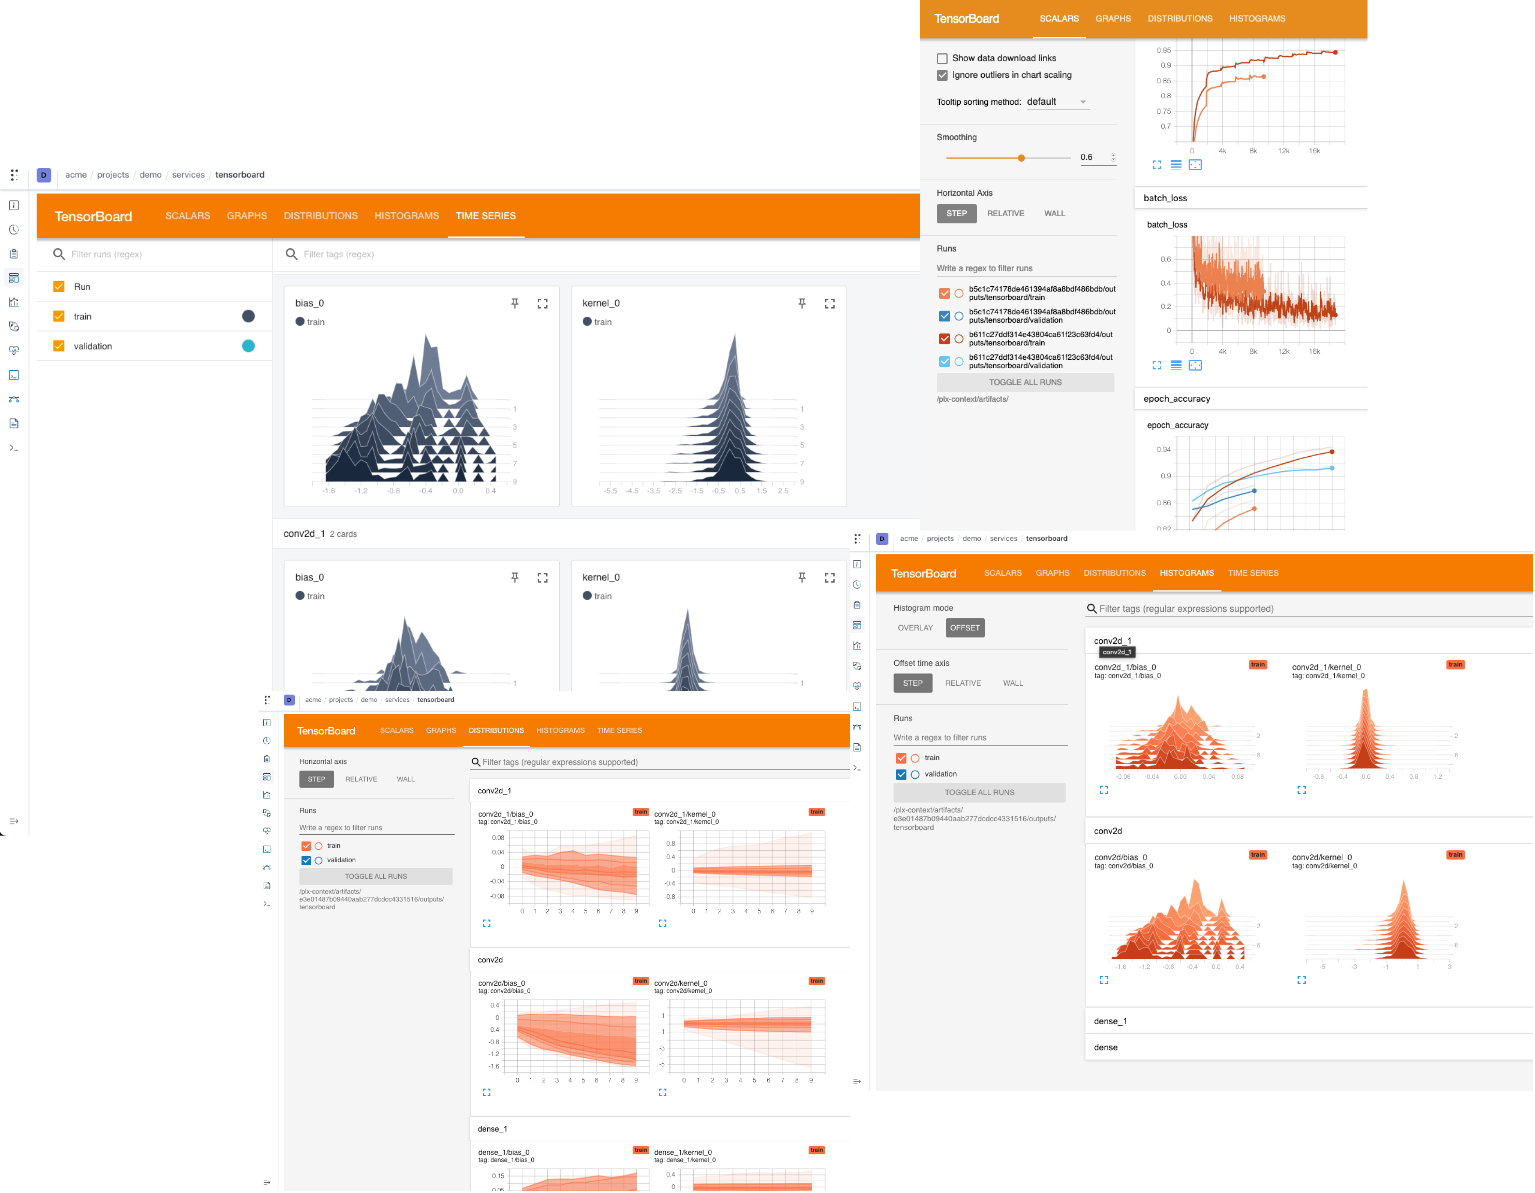 TensorBoard SCALARS GRAPHS DISTRIBUTIONS HISTOGRAMS
Show data download links
Ignore outliers in chart scaling
Tooltip sorting method: default
Smoothing
0.6
Horizontal Axis
STEP RELATIVE WALL
Runs
Write a regex to filter runs
b5c1c74178de461394af8a8bdf486bdb/out
puts/tensorboard/train
b5c1c74178de461394af8a8bdf486bdb/out
puts/tensorboard/validation
b611c27ddf314e43804ca61f23c63fd4/out
puts/tensorboard/train
b611c27ddf314e43804ca61f23c63fd4/out
puts/tensorboard/validation
TOGGLE ALL RUNS
/plx-context/artifacts/
0.95
0.9
0.85
0.8
0.75
0.7
0 4k 8k 12k 16k
batch_loss
batch_loss
0.6
0.4
0.2
0
0 4k 8k 12k 16k
epoch_accuracy
epoch_accuracy
0.94
0.9
0.86
D acme / projects / demo / services / tensorboard
TensorBoard SCALARS GRAPHS DISTRIBUTIONS HISTOGRAMS TIME SERIES
Filter runs (regex)
Run
train
validation
Filter tags (regex)
bias_0
train
1
3
5
7
9
-1.6 -1.2 -0.8 -0.4 0.0 0.4
kernel_0
train
1
3
5
7
9
-5.5 -4.5 -3.5 -2.5 -1.5 -0.5 0.5 1.5 2.5
conv2d_1 2 cards
bias_0
train
1
kernel_0
train
1
D acme / projects / demo / services / tensorboard
TensorBoard SCALARS GRAPHS DISTRIBUTIONS HISTOGRAMS TIME SERIES
Horizontal axis
STEP RELATIVE WALL
Runs
Write a regex to filter runs
train
validation
TOGGLE ALL RUNS
/plx-context/artifacts/
e3e01487b09440aab277dcdcc4331516/outputs/
tensorboard
Filter tags (regular expressions supported)
conv2d_1
conv2d_1/bias_0 train
tag: conv2d_1/bias_0
0.08
0.04
0
-0.04
-0.08
0 1 2 3 4 5 6 7 8 9
conv2d_1/kernel_0 train
tag: conv2d_1/kernel_0
0.8
0.4
0
-0.4
-0.8
0 1 2 3 4 5 6 7 8 9
conv2d
conv2d/bias_0 train
tag: conv2d/bias_0
0.4
0
-0.4
-0.8
-1.2
-1.6
0 1 2 3 4 5 6 7 8 9
conv2d/kernel_0 train
tag: conv2d/kernel_0
1
-3
-5
0 1 2 3 4 5 6 7 8 9
dense_1
dense_1/bias_0 train
tag: dense_1/bias_0
0.15
0.05
dense_1/kernel_0 train
tag: dense_1/kernel_0
0.4
0
D acme / projects / demo / services / tensorboard
TensorBoard SCALARS GRAPHS DISTRIBUTIONS HISTOGRAMS TIME SERIES
Histogram mode
OVERLAY OFFSET
Offset time axis
STEP RELATIVE WALL
Runs
Write a regex to filter runs
train
validation
TOGGLE ALL RUNS
/plx-context/artifacts/
e3e01487b09440aab277dcdcc4331516/outputs/
tensorboard
Filter tags (regular expressions supported)
conv2d_1
conv2d_1
conv2d_1/bias_0 train
tag: conv2d_1/bias_0
2
6
-0.08 -0.04 0.00 0.04 0.08
conv2d_1/kernel_0 train
tag: conv2d_1/kernel_0
2
6
-0.8 -0.4 0.0 0.4 0.8 1.2
conv2d
conv2d/bias_0 train
tag: conv2d/bias_0
2
6
-1.6 -1.2 -0.8 -0.4 0.0 0.4
conv2d/kernel_0 train
tag: conv2d/kernel_0
2
6
-5 -3 -1 1 3
dense_1
dense